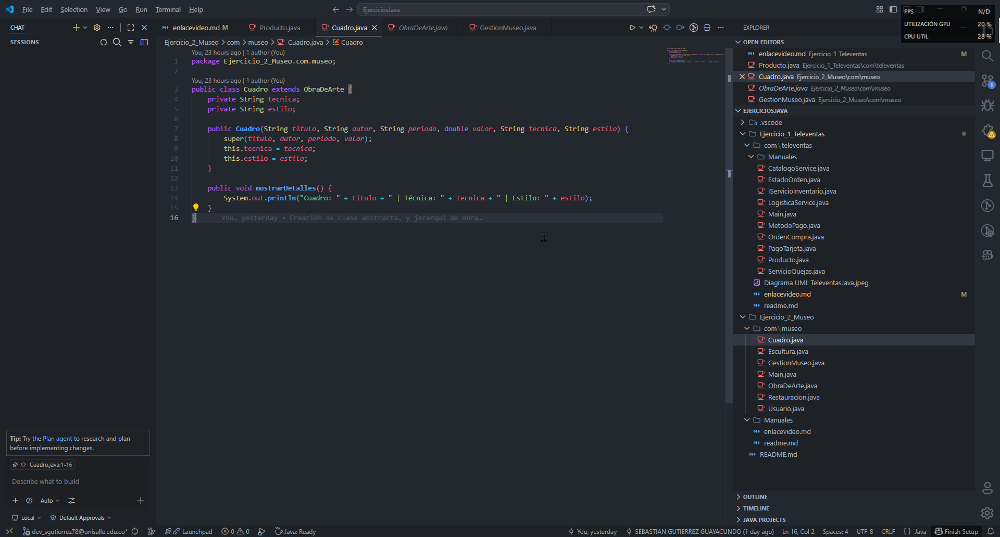 File Edit Selection View Go Run Terminal Help
EjerciciosJava
FPS N/D
UTILIZACIÓN GPU 20 %
CPU UTIL 28 %
CHAT
SESSIONS
enlacevideo.md M
Producto.java
Cuadro.java
ObraDeArte.java
GestionMuseo.java
Ejercicio_2_Museo > com > museo > Cuadro.java > Cuadro
You, 23 hours ago | 1 author (You)
1 package Ejercicio_2_Museo.com.museo;
2
You, 23 hours ago | 1 author (You)
3 public class Cuadro extends ObraDeArte {
4 private String tecnica;
5 private String estilo;
6
7 public Cuadro(String titulo, String autor, String periodo, double valor, String tecnica, String estilo) {
8 super(titulo, autor, periodo, valor);
9 this.tecnica = tecnica;
10 this.estilo = estilo;
11 }
12
13 public void mostrarDetalles() {
14 System.out.println("Cuadro: " + titulo + " | Técnica: " + tecnica + " | Estilo: " + estilo);
15 }
16 } You, yesterday • Creación de clase abstracta, y jerarquí de obra…
Tip: Try the Plan agent to research and plan
before implementing changes.
Cuadro.java:1-16
Describe what to build
Auto
Local Default Approvals
EXPLORER
OPEN EDITORS
enlacevideo.md Ejercicio_1_Televentas M
Producto.java Ejercicio_1_Televentas\com\televentas
Cuadro.java Ejercicio_2_Museo\com\museo
ObraDeArte.java Ejercicio_2_Museo\com\museo
GestionMuseo.java Ejercicio_2_Museo\com\museo
EJERCICIOSJAVA
.vscode
Ejercicio_1_Televentas
com\televentas
Manuales
CatalogoService.java
EstadoOrden.java
IServicioInventario.java
LogisticaService.java
Main.java
MetodoPago.java
OrdenCompra.java
PagoTarjeta.java
Producto.java
ServicioQuejas.java
Diagrama UML TeleventasJava.jpeg
enlacevideo.md M
readme.md
Ejercicio_2_Museo
com\museo
Cuadro.java
Escultura.java
GestionMuseo.java
Main.java
ObraDeArte.java
Restauracion.java
Usuario.java
Manuales
enlacevideo.md
readme.md
README.md
OUTLINE
TIMELINE
JAVA PROJECTS
1
dev_sgutierrez78@unisalle.edu.co* Launchpad 0 0 Java: Ready You, yesterday SEBASTIAN GUTIERREZ GUAYACUNDO (1 day ago) Ln 16, Col 2 Spaces: 4 UTF-8 CRLF { } Java Finish Setup